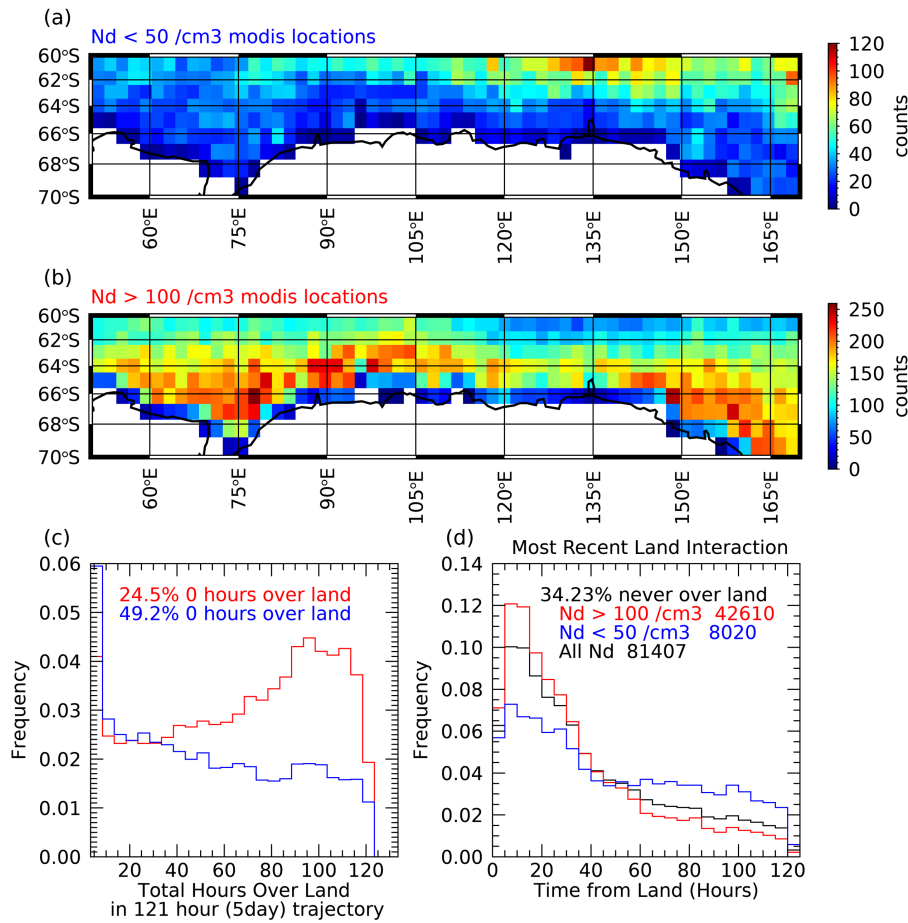 (a)
Nd < 50 /cm3 modis locations
60°S
62°S
64°S
66°S
68°S
70°S
60°E
75°E
90°E
105°E
120°E
135°E
150°E
165°E
120
100
80
60
40
20
0
counts
(b)
Nd > 100 /cm3 modis locations
60°S
62°S
64°S
66°S
68°S
70°S
60°E
75°E
90°E
105°E
120°E
135°E
150°E
165°E
250
200
150
100
50
0
counts
(c)
24.5% 0 hours over land
49.2% 0 hours over land
0.06
0.05
0.04
0.03
0.02
0.01
0.00
Frequency
20 40 60 80 100 120
Total Hours Over Land
in 121 hour (5day) trajectory
(d)
Most Recent Land Interaction
34.23% never over land
Nd > 100 /cm3 42610
Nd < 50 /cm3 8020
All Nd 81407
0.14
0.12
0.10
0.08
0.06
0.04
0.02
0.00
Frequency
0 20 40 60 80 100 120
Time from Land (Hours)